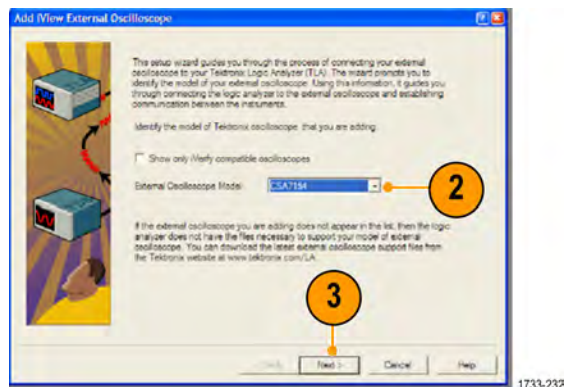 Add iView External Oscilloscope
This setup wizard guides you through the process of connecting your external
oscilloscope to your Tektronix Logic Analyzer (TLA). The wizard prompts you to
identify the model of your external oscilloscope. Using this information, it guides you
through connecting the logic analyzer to the external oscilloscope and establishing
communication between the instruments.
Identify the model of Tektronix oscilloscope that you are adding.
Show only iVerify compatible oscilloscopes
External Oscilloscope Model: CSA7154
2
If the external oscilloscope you are adding does not appear in the list, then the logic
analyzer does not have the files necessary to support your model of external
oscilloscope. You can download the latest external oscilloscope support files from
the Tektronix website at www.tektronix.com/LA.
3
Next > Cancel Help
1733-232